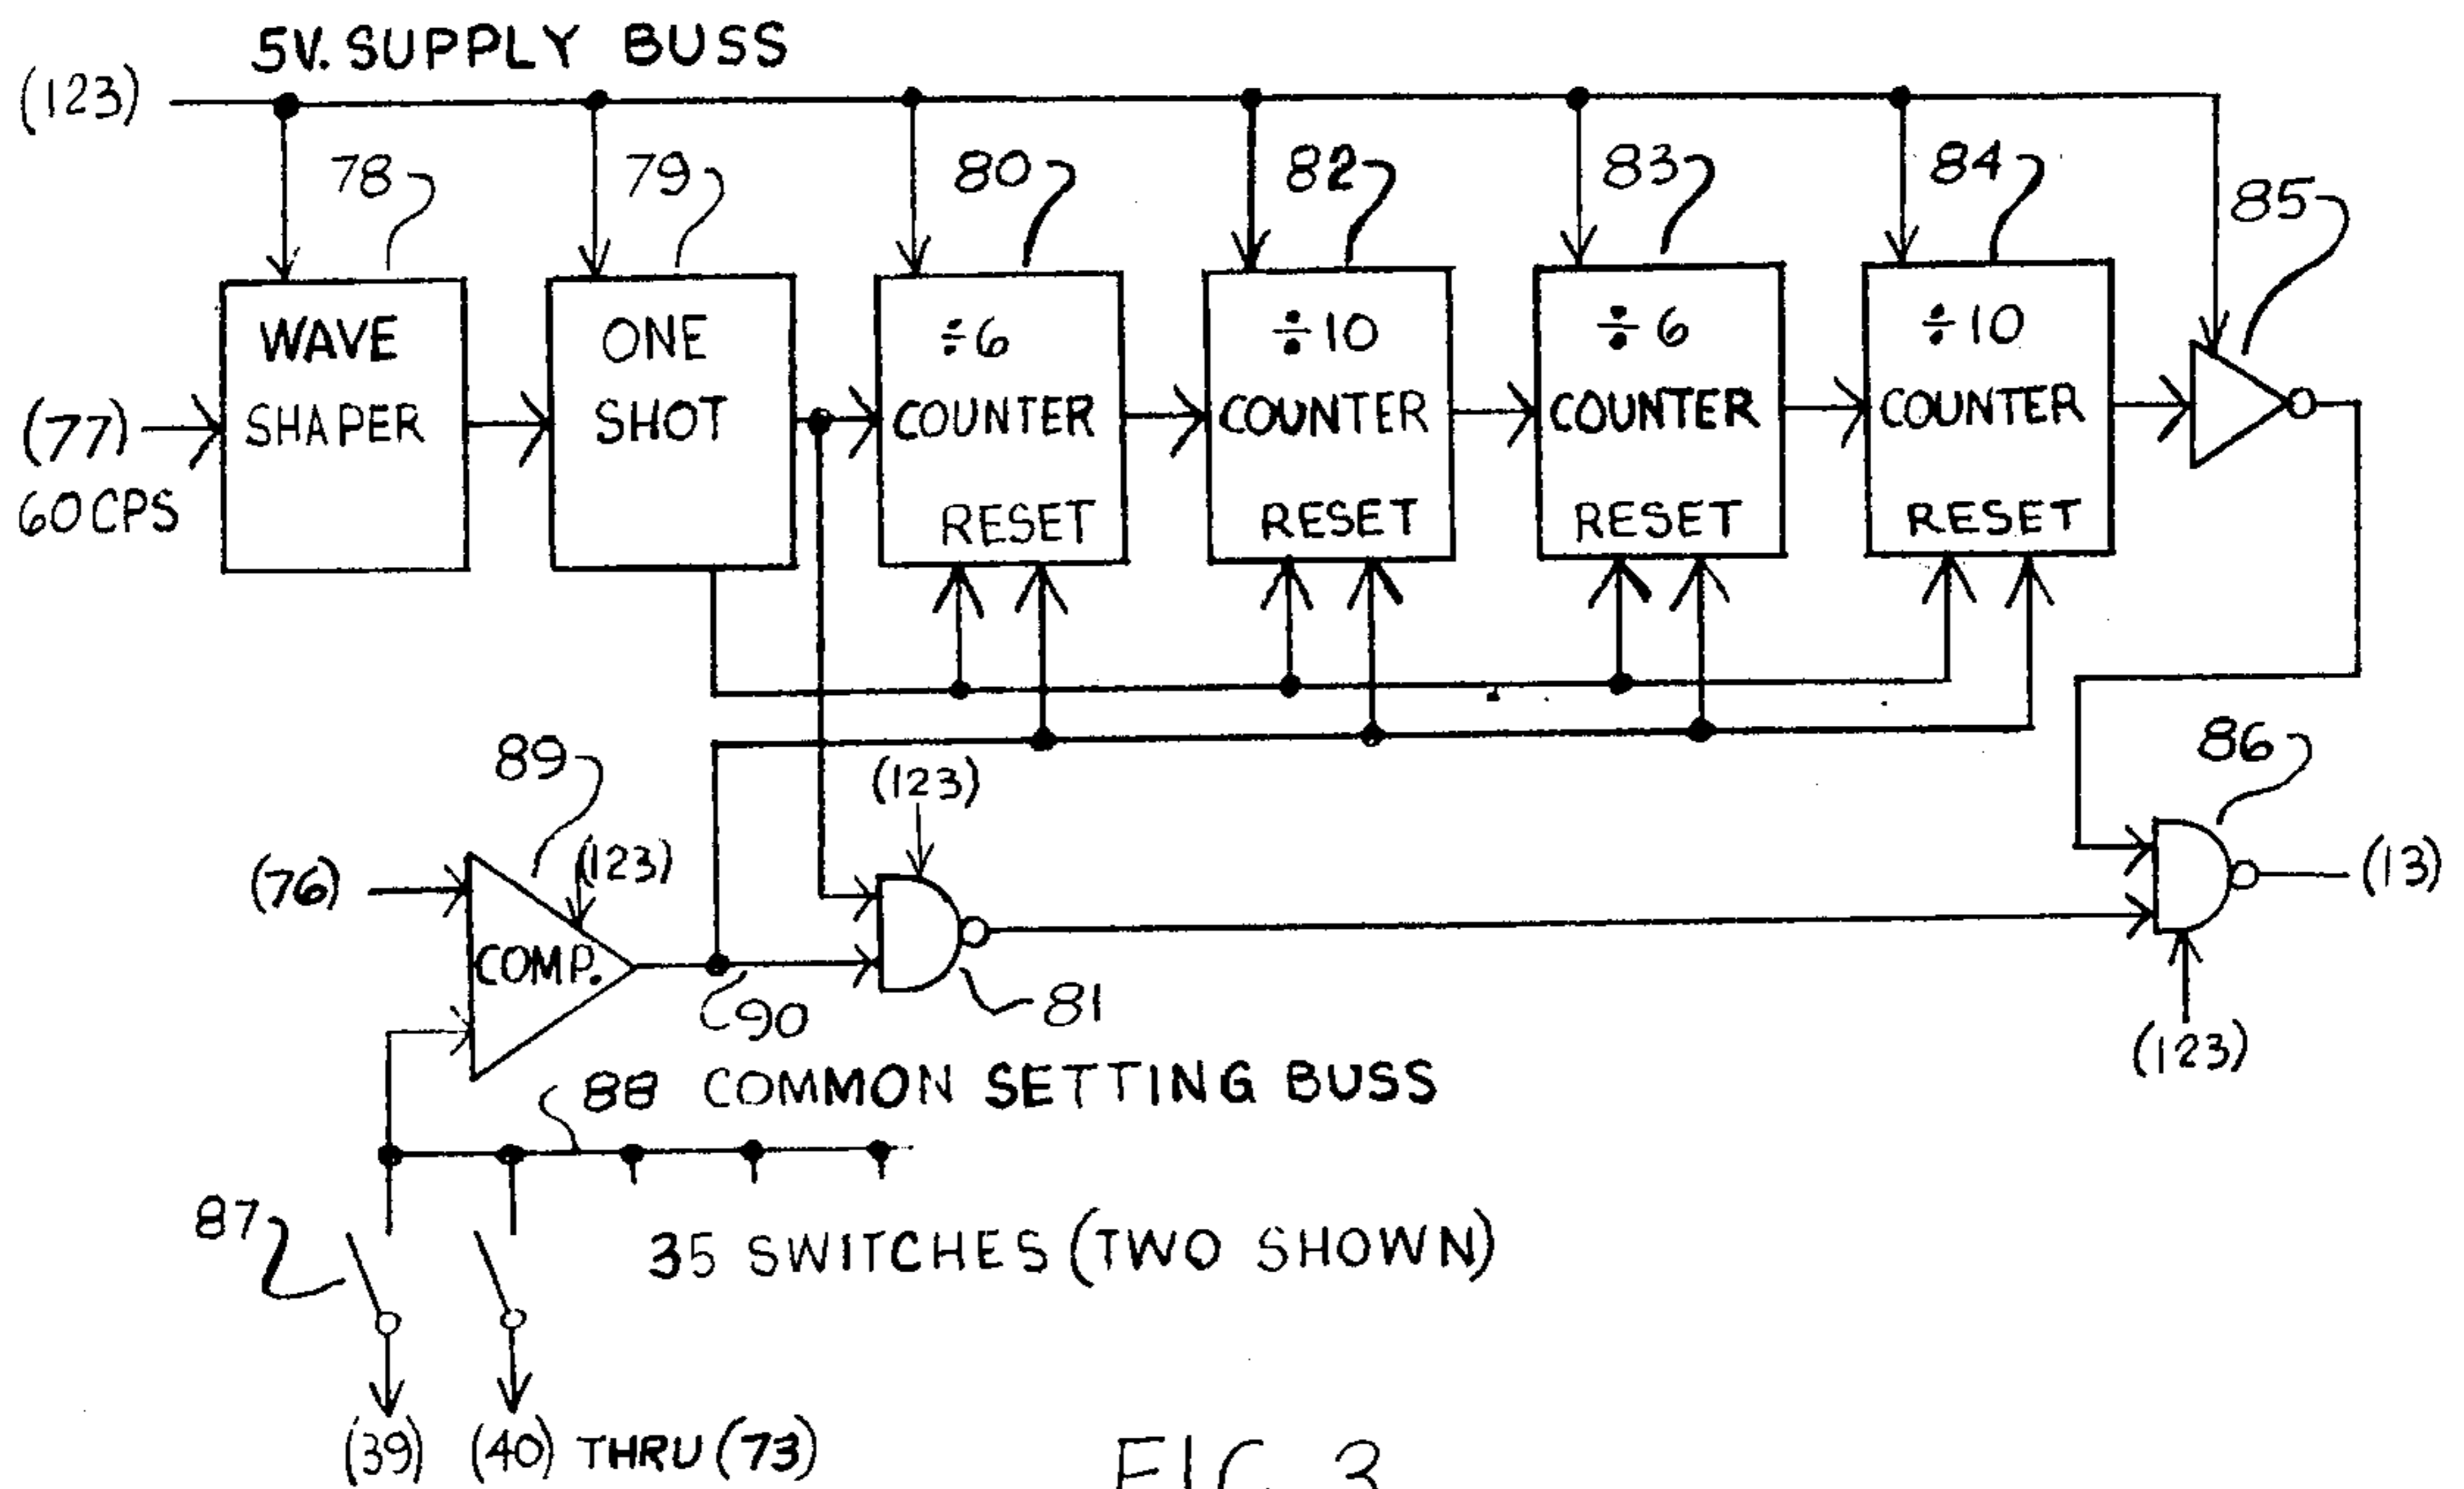 5V. SUPPLY BUSS
(123)
78
79
80
82
83
84
85
WAVE
SHAPER
ONE
SHOT
÷6
COUNTER
RESET
÷10
COUNTER
RESET
÷6
COUNTER
RESET
÷10
COUNTER
RESET
(77)
60 CPS
89
(123)
86
(76)
(123)
(13)
COMP.
90
81
(123)
88 COMMON SETTING BUSS
87
35 SWITCHES (TWO SHOWN)
(39) (40) THRU (73)
FIG. 3